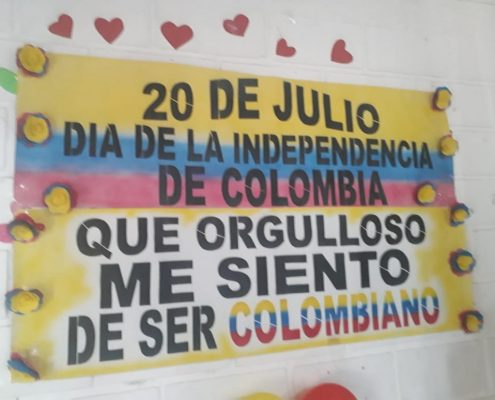 20 DE JULIO
DIA DE LA INDEPENDENCIA
DE COLOMBIA
QUE ORGULLOSO
ME SIENTO
DE SER COLOMBIANO